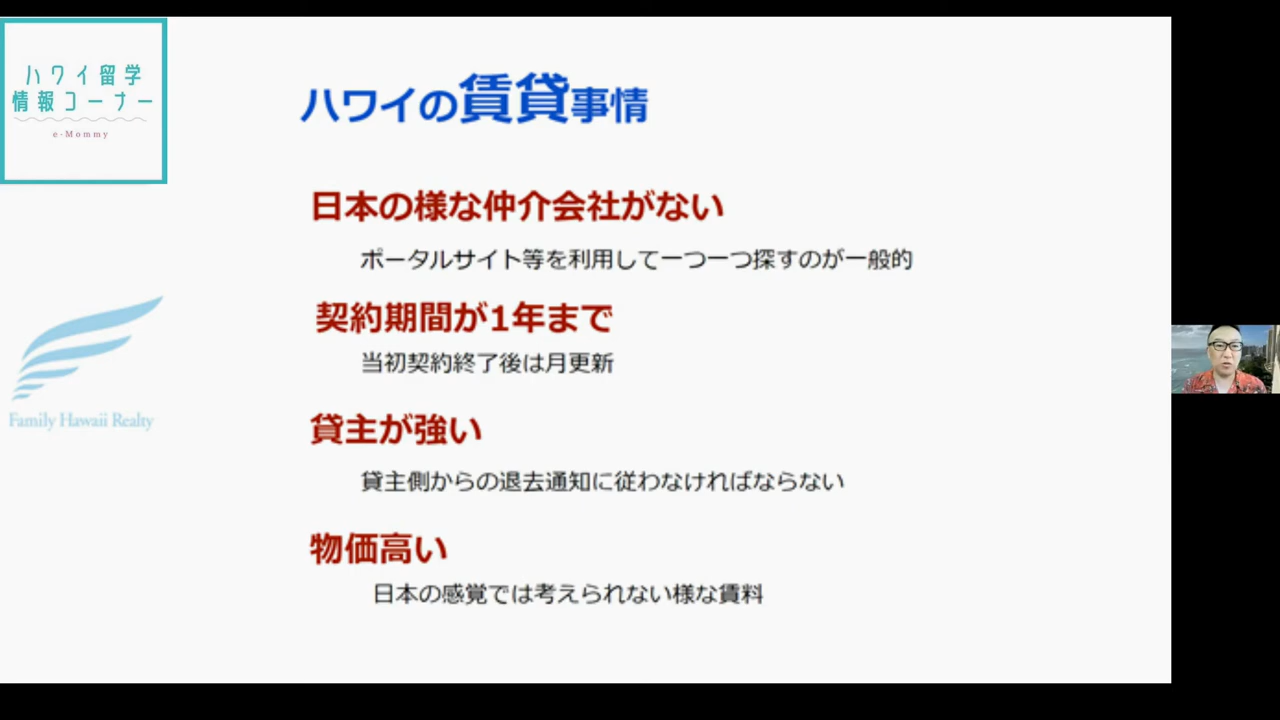 ハワイ留学
情報コーナー
e-Mommy
ハワイの賃貸事情
日本の様な仲介会社がない
ポータルサイト等を利用して一つ一つ探すのが一般的
契約期間が1年まで
当初契約終了後は月更新
Family Hawaii Realty
貸主が強い
貸主側からの退去通知に従わなければならない
物価高い
日本の感覚では考えられない様な賃料